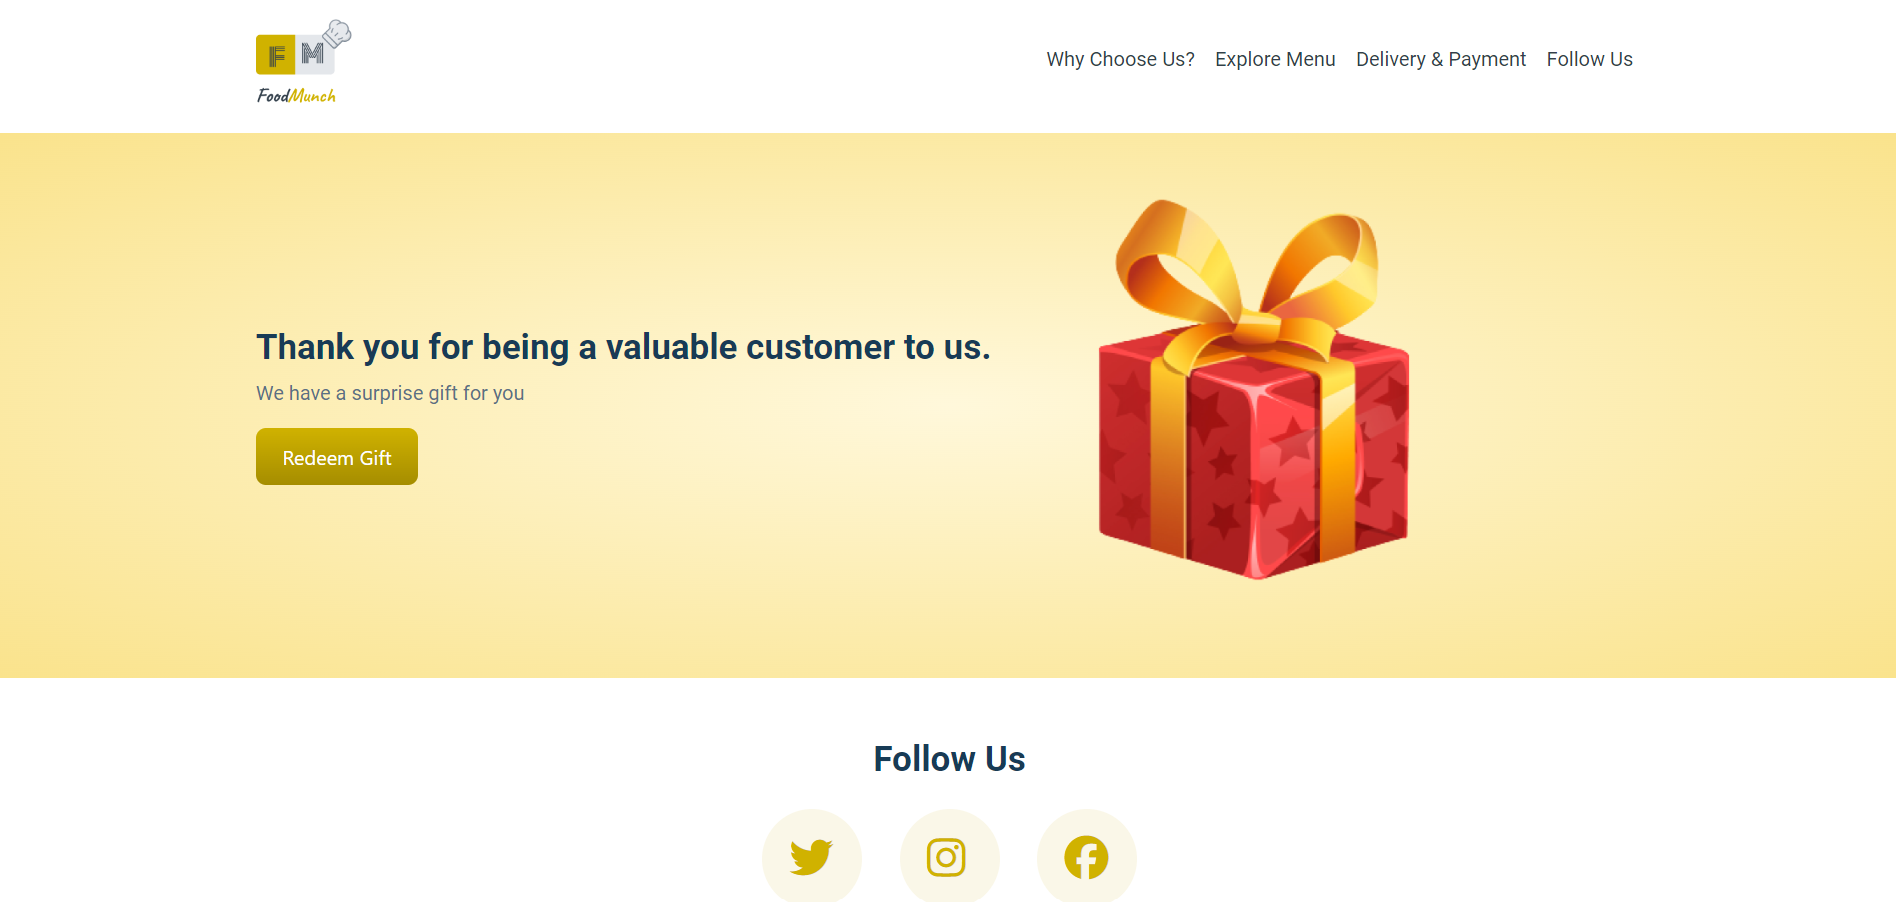 F M
FoodMunch
Why Choose Us? Explore Menu Delivery & Payment Follow Us
Thank you for being a valuable customer to us.
We have a surprise gift for you
Redeem Gift
Follow Us